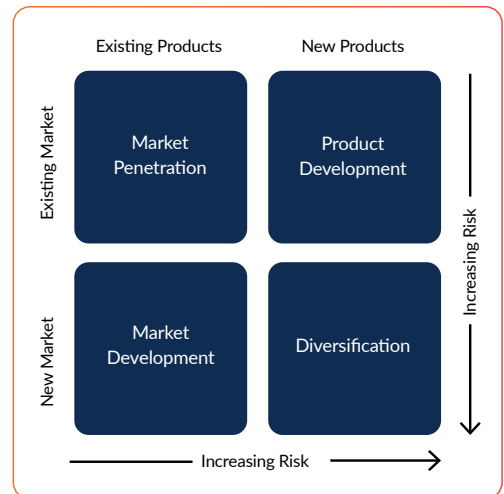 Existing Products
New Products
Existing Market
Market
Penetration
Product
Development
Increasing Risk
New Market
Market
Development
Diversification
Increasing Risk